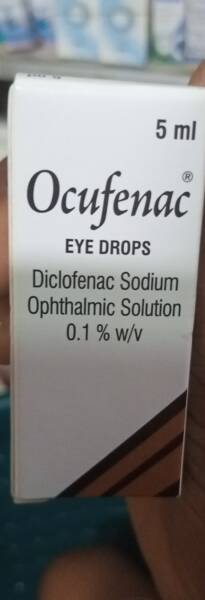 5 ml
Ocufenac®
EYE DROPS
Diclofenac Sodium
Ophthalmic Solution
0.1 % w/v